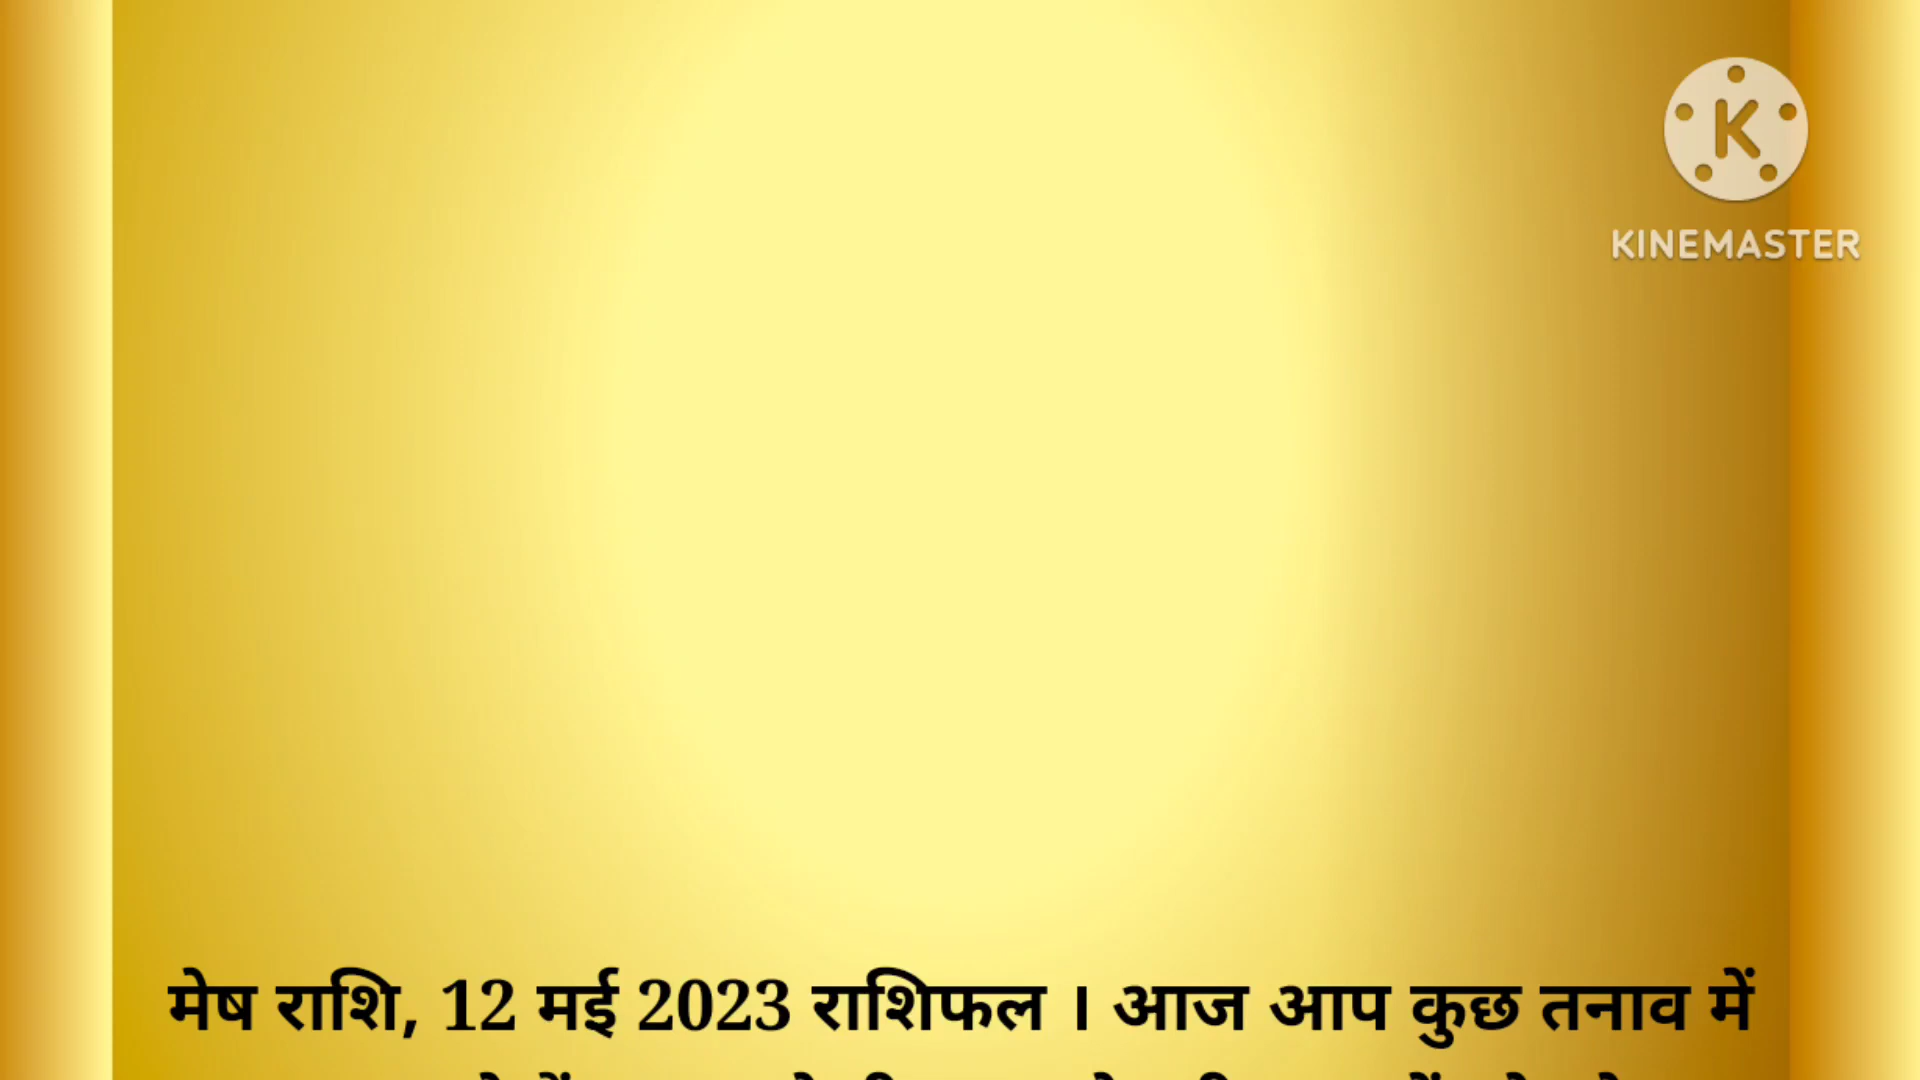 K
KINEMASTER
मेष राशि, 12 मई 2023 राशिफल । आज आप कुछ तनाव में